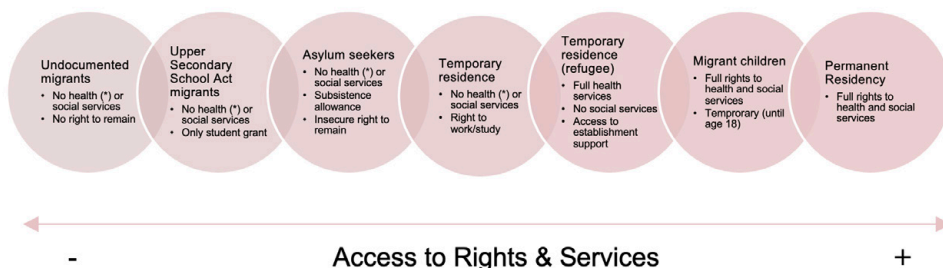 Undocumented
migrants
• No health (*) or
social services
• No right to remain
Upper
Secondary
School Act
migrants
• No health (*) or
social services
• Only student grant
Asylum seekers
• No health (*) or
social services
• Subsistence
allowance
• Insecure right to
remain
Temporary
residence
• No health (*) or
social services
• Right to
work/study
Temporary
residence
(refugee)
• Full health
services
• No social services
• Access to
establishment
support
Migrant children
• Full rights to
health and social
services
• Temprorary (until
age 18)
Permanent
Residency
• Full rights to
health and social
services
- Access to Rights & Services +